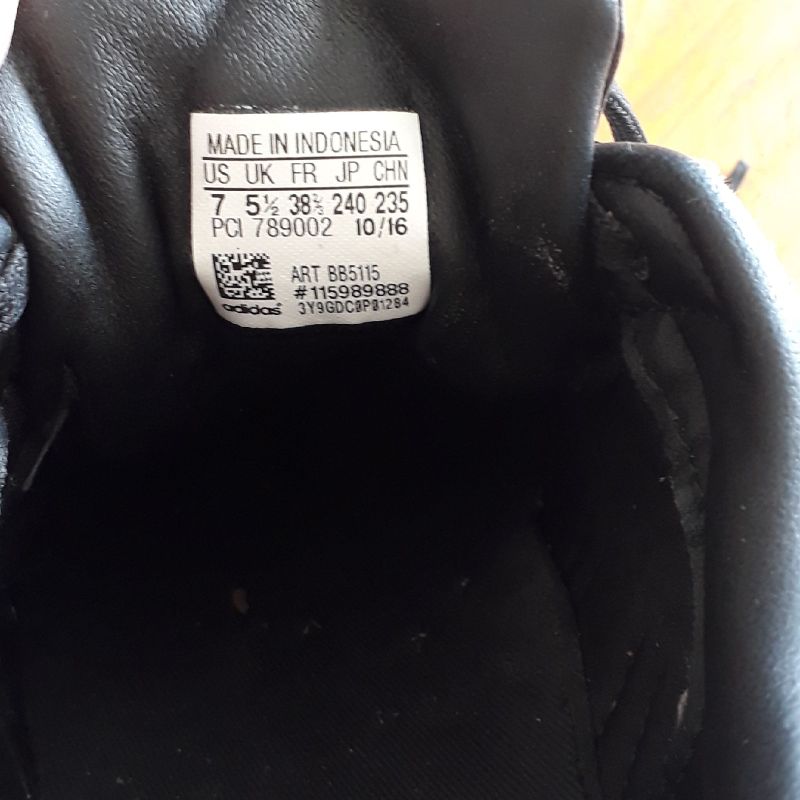 MADE IN INDONESIA
US UK FR JP CHN
7 5½ 38⅔ 240 235
PCI 789002 10/16
ART BB5115
#115989888
adidas 3Y9GDC0P01284